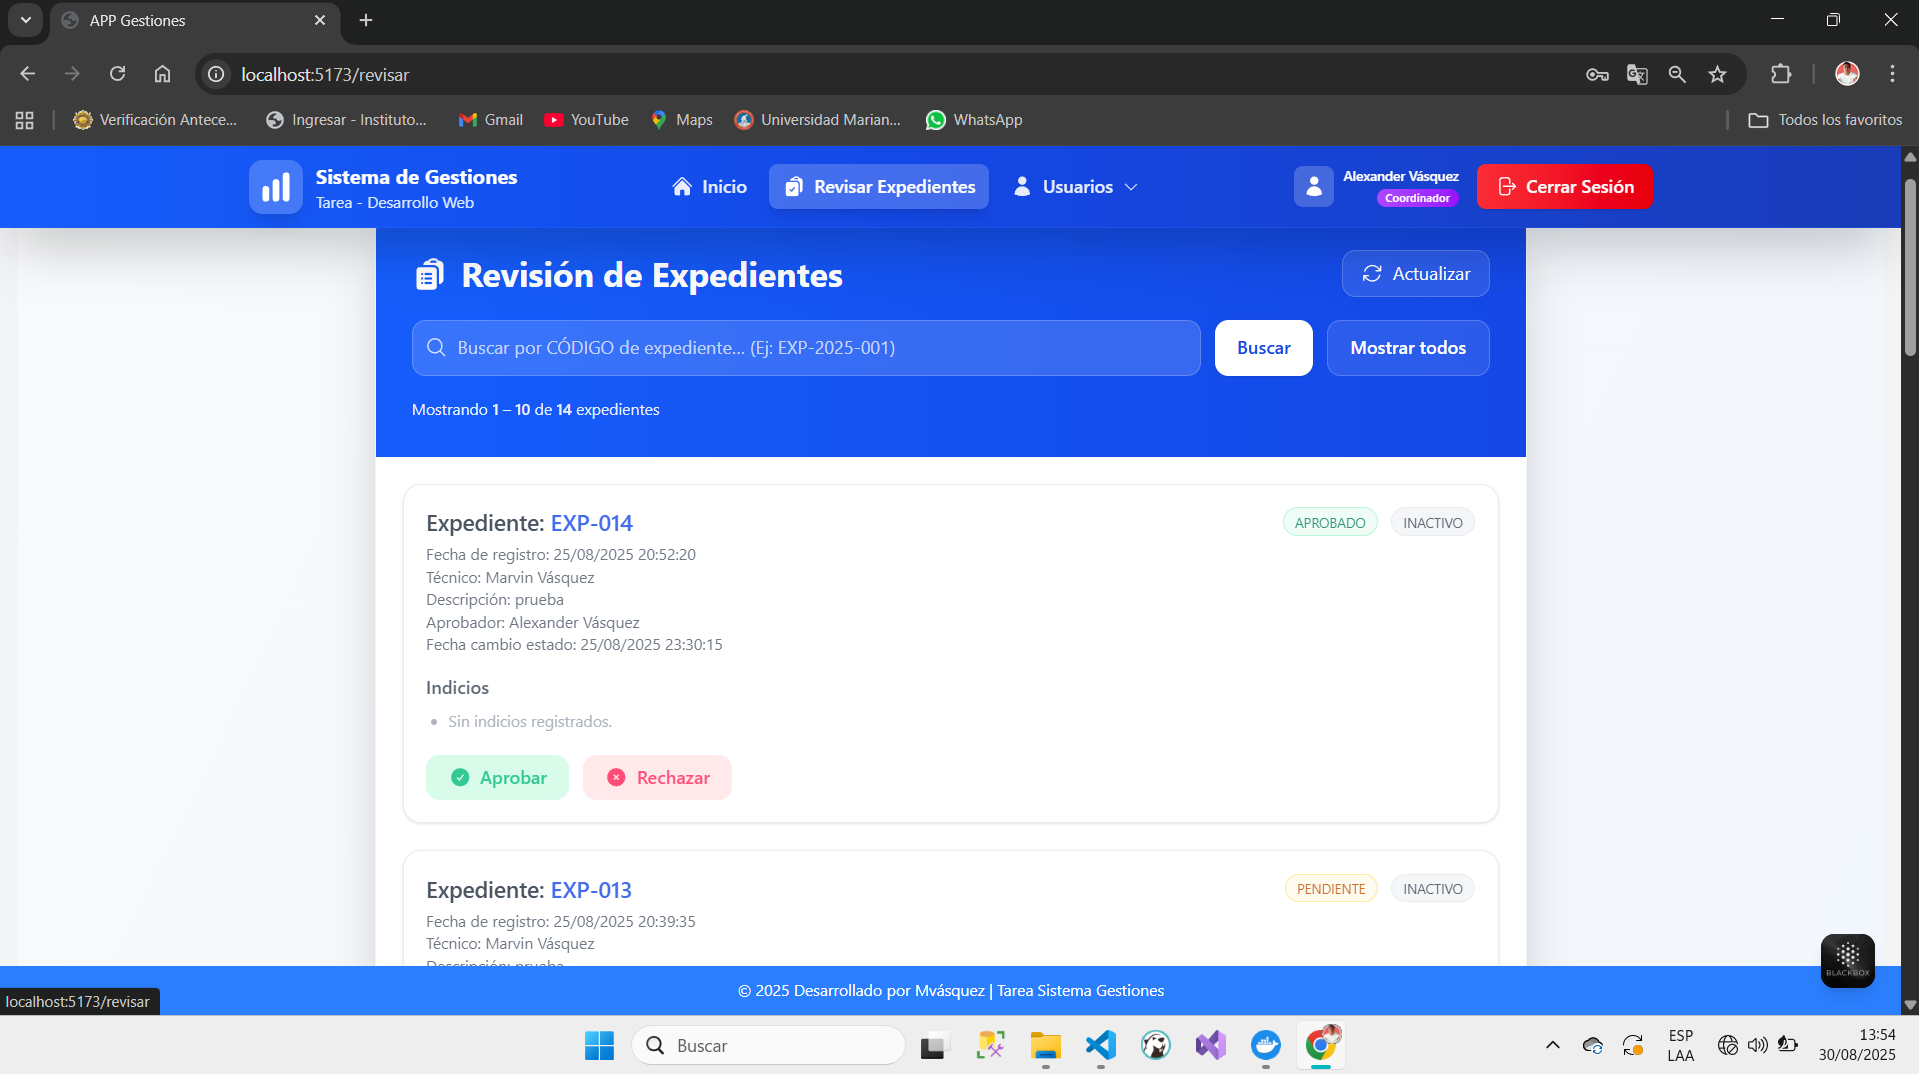 APP Gestiones
localhost:5173/revisar
Verificación Antece...
Ingresar - Instituto...
Gmail
YouTube
Maps
Universidad Marian...
WhatsApp
Todos los favoritos
Sistema de Gestiones
Tarea - Desarrollo Web
Inicio
Revisar Expedientes
Usuarios
Alexander Vásquez
Coordinador
Cerrar Sesión
Revisión de Expedientes
Actualizar
Buscar por CÓDIGO de expediente... (Ej: EXP-2025-001)
Buscar
Mostrar todos
Mostrando 1 – 10 de 14 expedientes
Expediente: EXP-014
APROBADO
INACTIVO
Fecha de registro: 25/08/2025 20:52:20
Técnico: Marvin Vásquez
Descripción: prueba
Aprobador: Alexander Vásquez
Fecha cambio estado: 25/08/2025 23:30:15
Indicios
Sin indicios registrados.
Aprobar
Rechazar
Expediente: EXP-013
PENDIENTE
INACTIVO
Fecha de registro: 25/08/2025 20:39:35
Técnico: Marvin Vásquez
Descripción: prueba
BLACKBOX
© 2025 Desarrollado por Mvásquez | Tarea Sistema Gestiones
localhost:5173/revisar
Buscar
ESP
LAA
13:54
30/08/2025